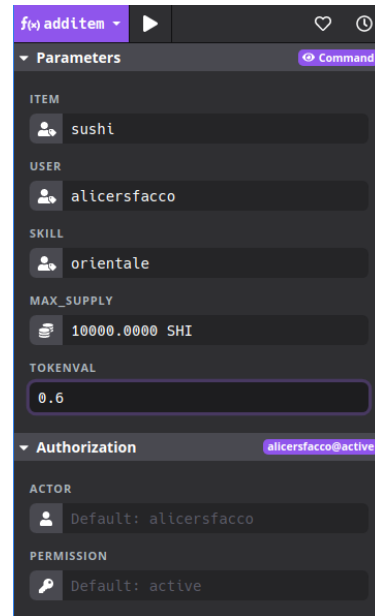 f(x) additem
Parameters
Command
ITEM
sushi
USER
alicersfacco
SKILL
orientale
MAX_SUPPLY
10000.0000 SHI
TOKENVAL
0.6
Authorization
alicersfacco@active
ACTOR
Default: alicersfacco
PERMISSION
Default: active